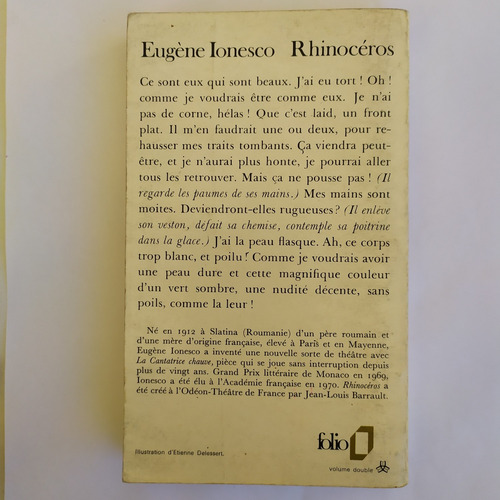 Eugène Ionesco Rhinocéros
Ce sont eux qui sont beaux. J'ai eu tort ! Oh !
comme je voudrais être comme eux. Je n'ai
pas de corne, hélas ! Que c'est laid, un front
plat. Il m'en faudrait une ou deux, pour re-
hausser mes traits tombants. Ça viendra peut-
être, et je n'aurai plus honte, je pourrai aller
tous les retrouver. Mais ça ne pousse pas ! (Il
regarde les paumes de ses mains.) Mes mains sont
moites. Deviendront-elles rugueuses ? (Il enlève
son veston, défait sa chemise, contemple sa poitrine
dans la glace.) J'ai la peau flasque. Ah, ce corps
trop blanc, et poilu ! Comme je voudrais avoir
une peau dure et cette magnifique couleur
d'un vert sombre, une nudité décente, sans
poils, comme la leur !
Né en 1912 à Slatina (Roumanie) d'un père roumain et
d'une mère d'origine française, élevé à Paris et en Mayenne,
Eugène Ionesco a inventé une nouvelle sorte de théâtre avec
La Cantatrice chauve, pièce qui se joue sans interruption depuis
plus de vingt ans. Grand Prix littéraire de Monaco en 1969,
Ionesco a été élu à l'Académie française en 1970. Rhinocéros a
été créé à l'Odéon-Théâtre de France par Jean-Louis Barrault.
folio
Illustration d'Etienne Delessert.
volume double